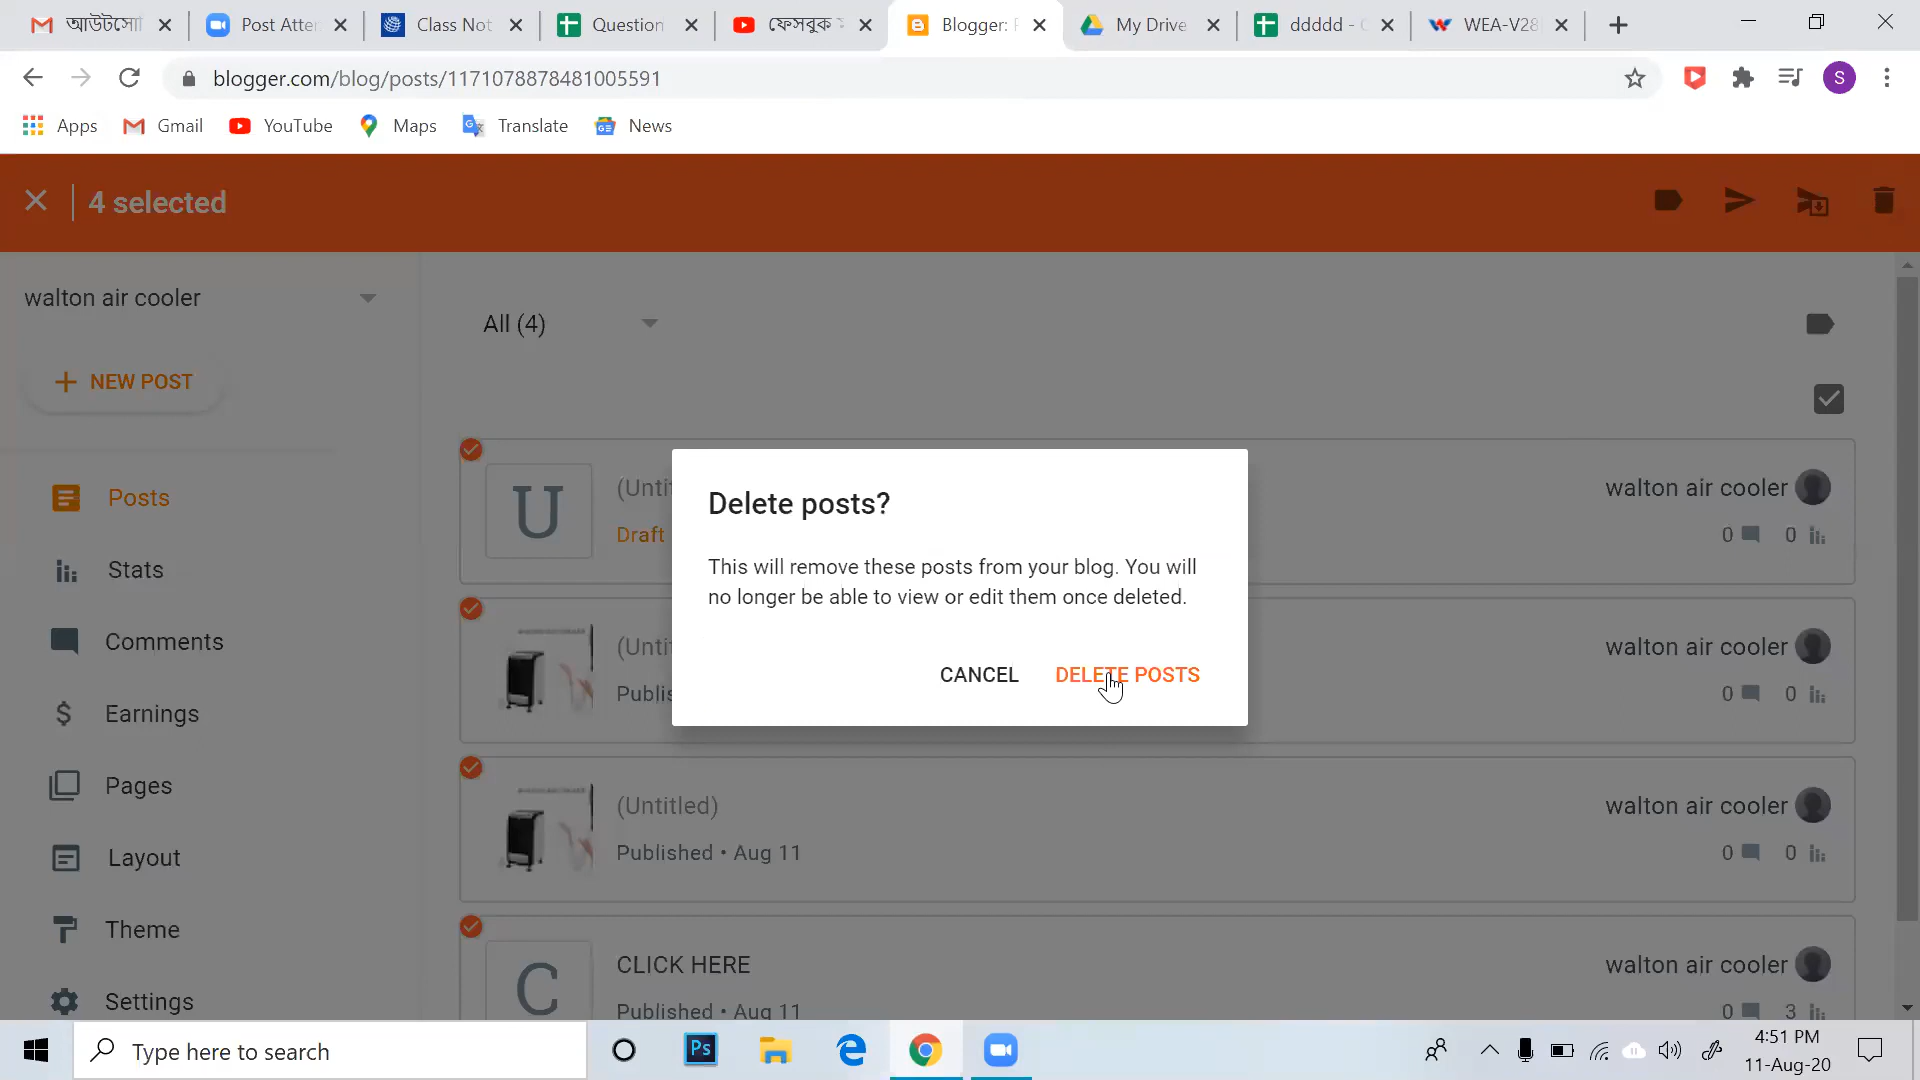 আউটসো Post Atter Class Not Question ফেসবুক Blogger: My Drive ddddd - WEA-V28
blogger.com/blog/posts/1171078878481005591 S
Apps Gmail YouTube Maps Translate News
4 selected
walton air cooler
All (4)
NEW POST
Posts
Stats
Comments
Earnings
Pages
Layout
Theme
Settings
U (Unti walton air cooler
Draft 0 0
(Unti walton air cooler
Publis 0 0
(Untitled) walton air cooler
Published • Aug 11 0 0
C CLICK HERE walton air cooler
Published • Aug 11 0 3
Delete posts?
This will remove these posts from your blog. You will
no longer be able to view or edit them once deleted.
CANCEL DELETE POSTS
Type here to search Ps
4:51 PM
11-Aug-20